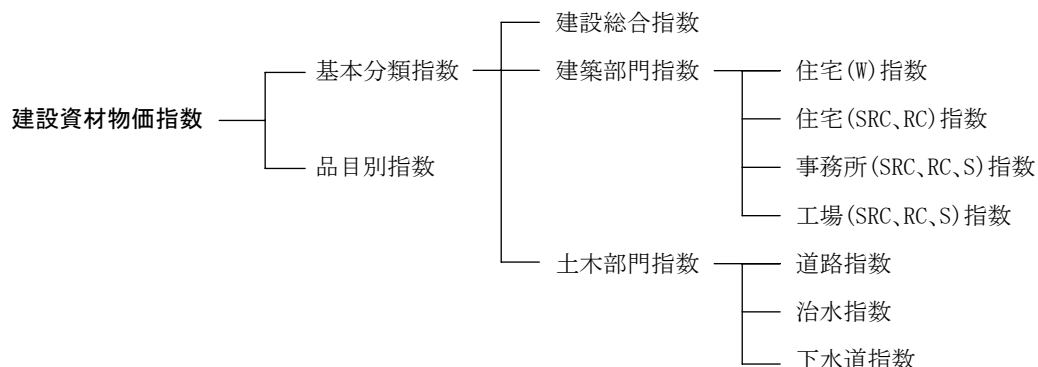 建設総合指数
基本分類指数
建築部門指数
住宅(W)指数
建設資材物価指数
住宅(SRC、RC)指数
品目別指数
事務所(SRC、RC、S)指数
工場(SRC、RC、S)指数
土木部門指数
道路指数
治水指数
下水道指数